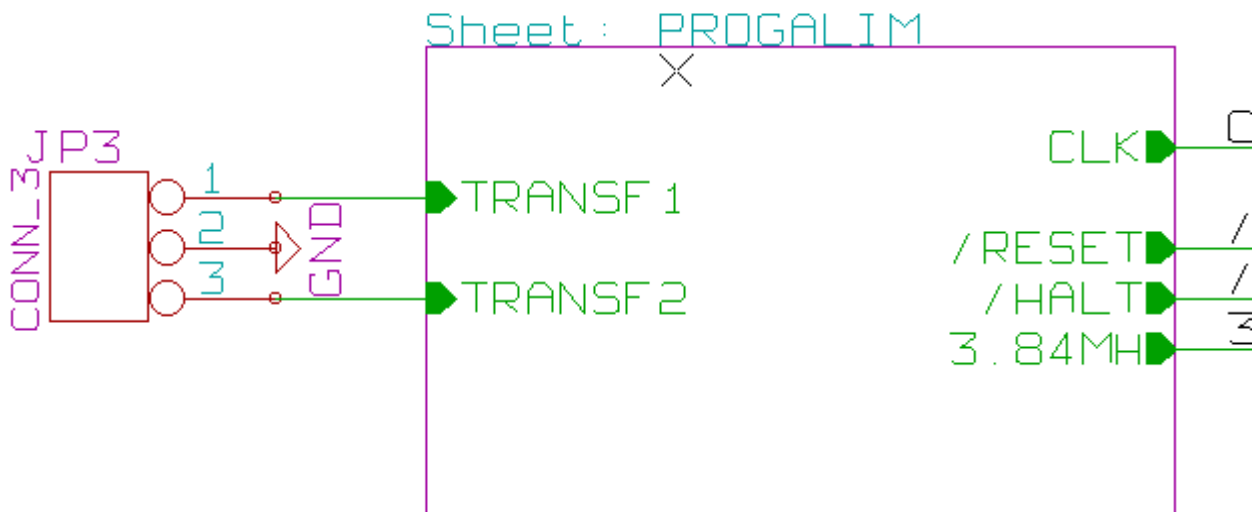 Sheet: PROGALIM
JP3
CONN_3
1
2
3
GND
TRANSF1
TRANSF2
CLK
/RESET
/HALT
3.84MH